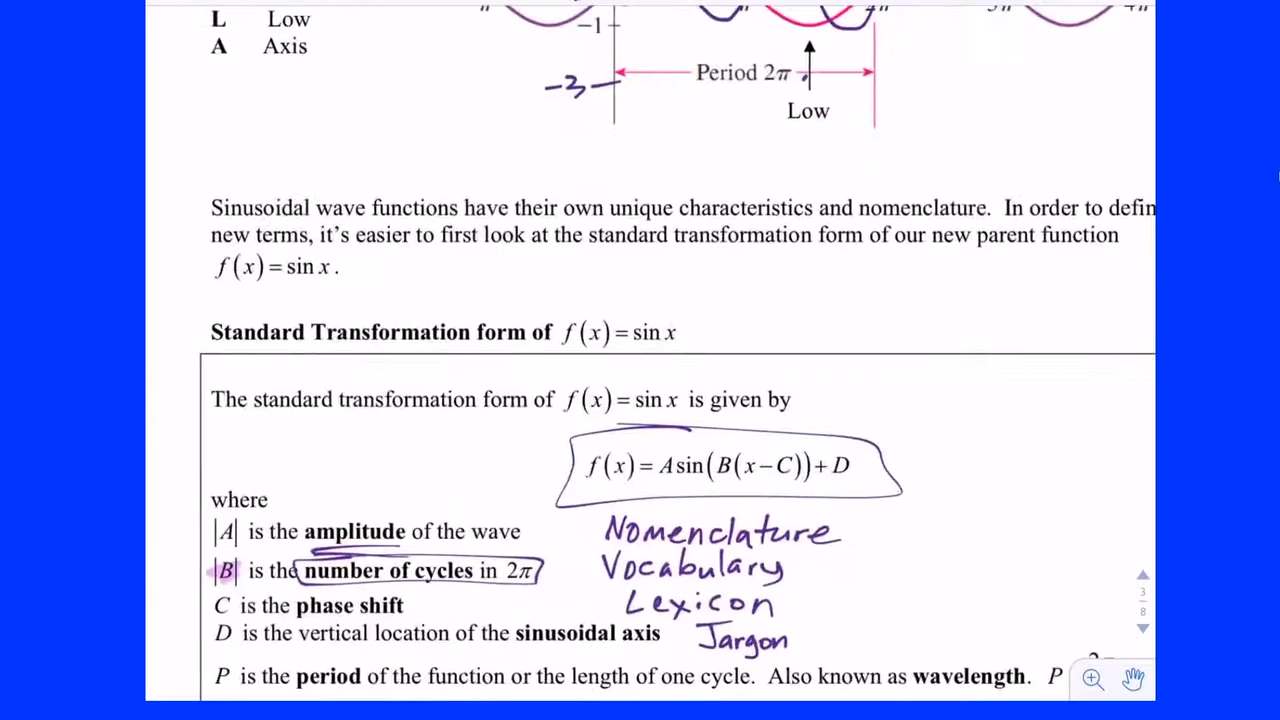 L Low
A Axis
−1
-3
Period 2π
Low
Sinusoidal wave functions have their own unique characteristics and nomenclature. In order to defin
new terms, it's easier to first look at the standard transformation form of our new parent function
f(x) = sin x.
Standard Transformation form of f(x) = sin x
The standard transformation form of f(x) = sin x is given by
f(x) = A sin(B(x−C))+D
where
|A| is the amplitude of the wave
Nomenclature
|B| is the number of cycles in 2π
Vocabulary
C is the phase shift
Lexicon
D is the vertical location of the sinusoidal axis
Jargon
P is the period of the function or the length of one cycle. Also known as wavelength. P
3
8